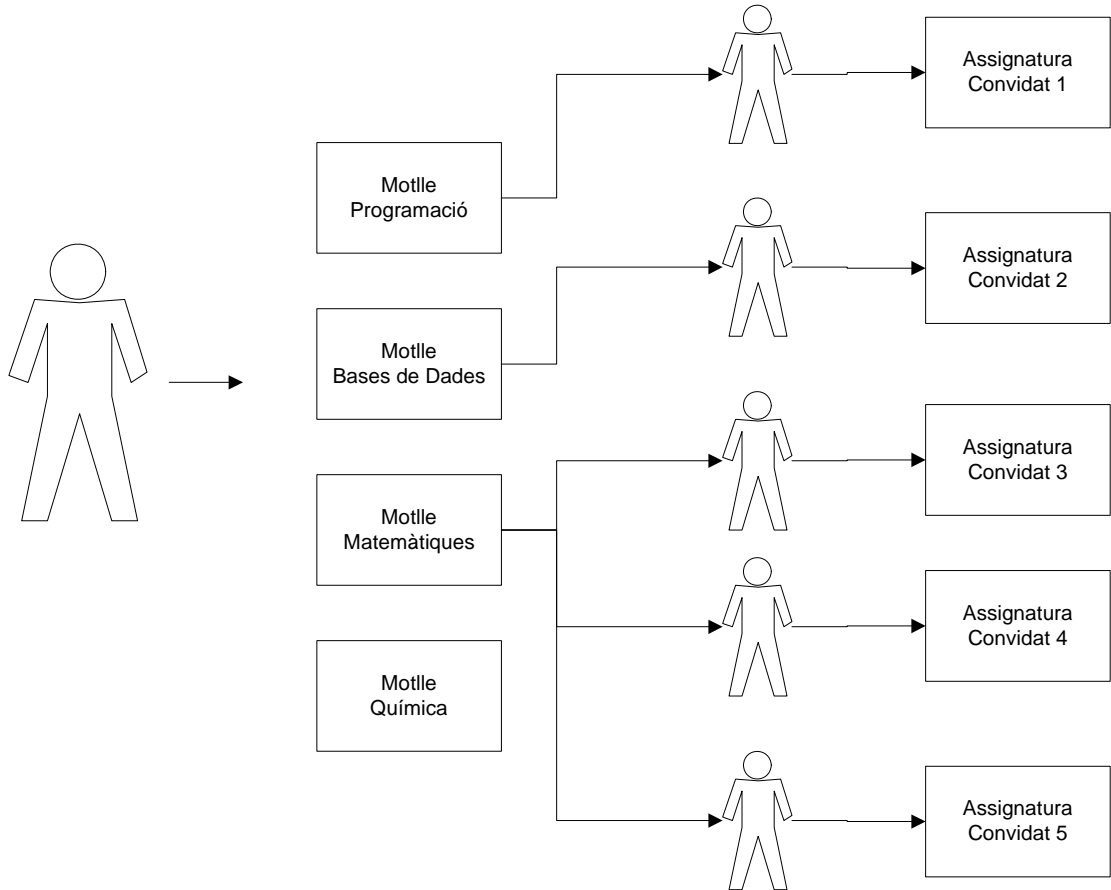 Assignatura
Convidat 1
Motlle
Programació
Assignatura
Convidat 2
Motlle
Bases de Dades
Assignatura
Convidat 3
Motlle
Matemàtiques
Assignatura
Convidat 4
Motlle
Química
Assignatura
Convidat 5